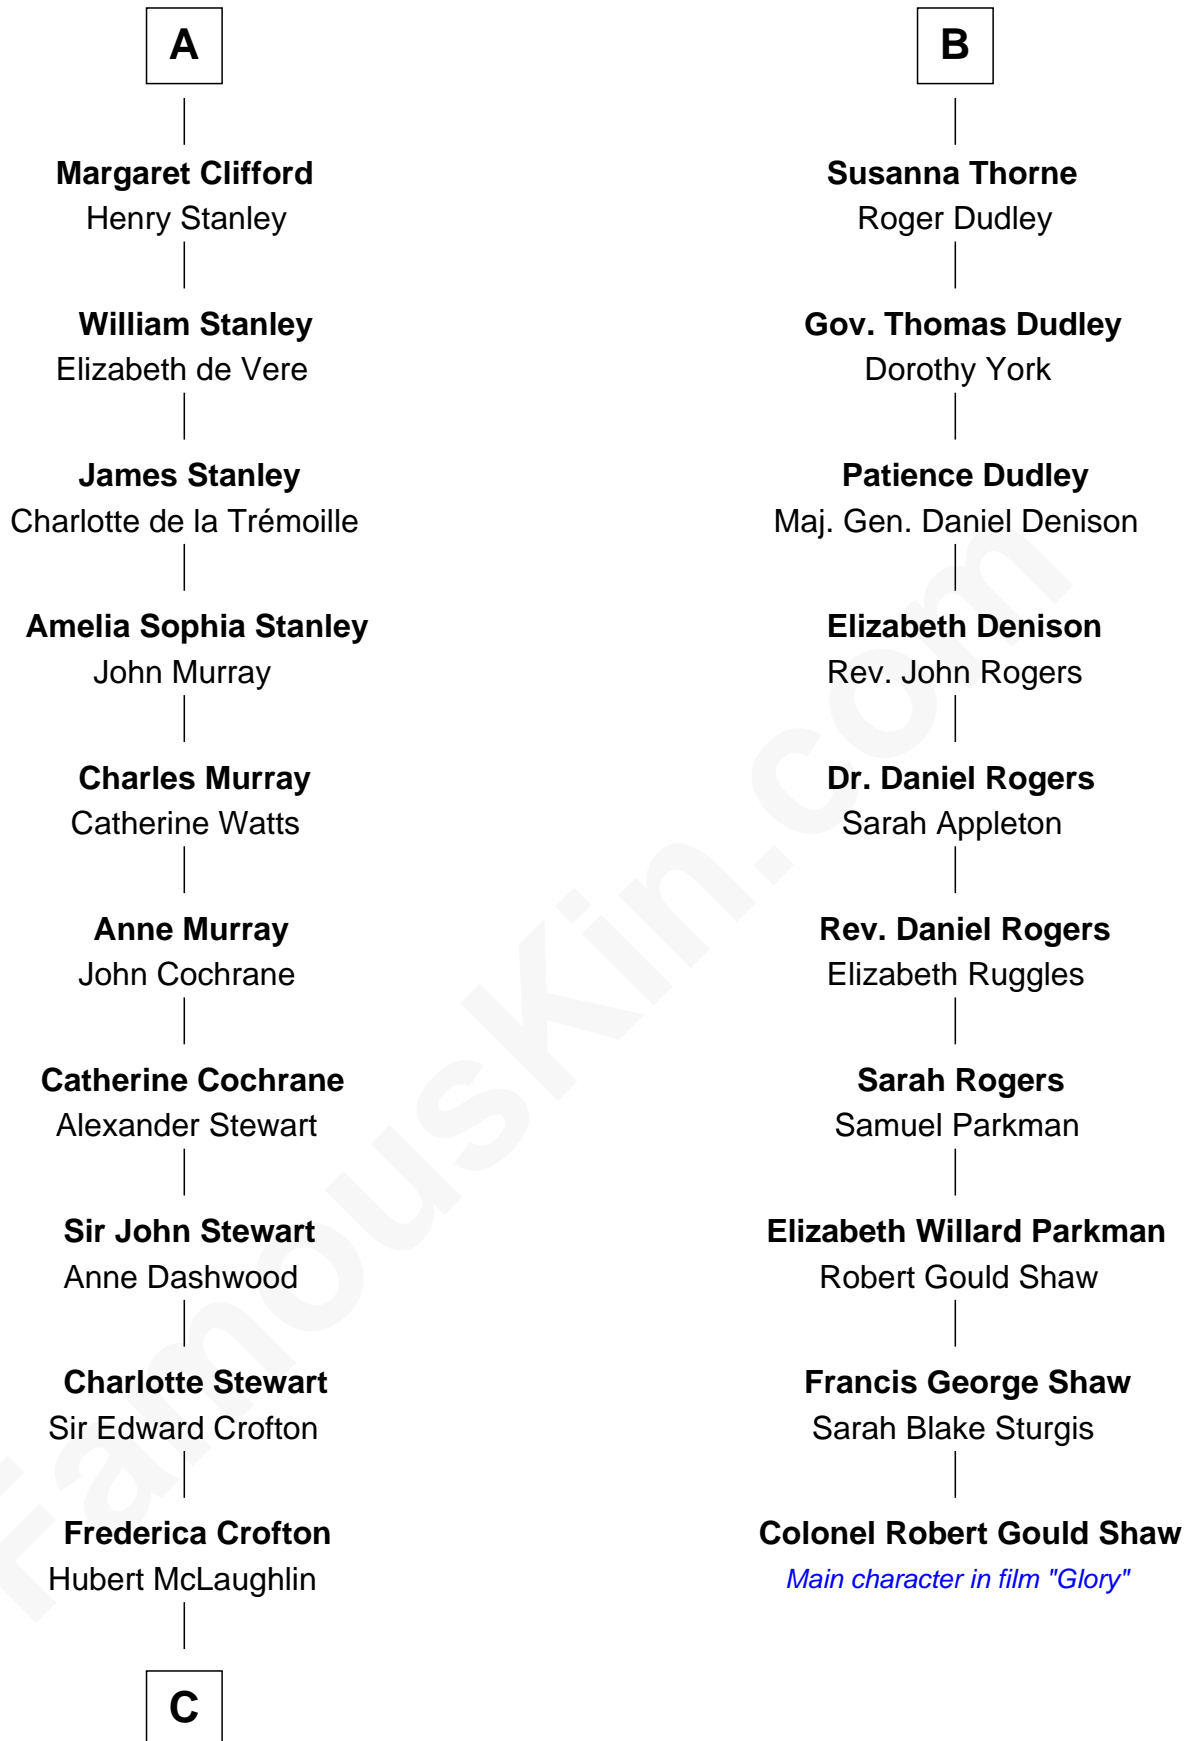 A
Margaret Clifford
Henry Stanley
William Stanley
Elizabeth de Vere
James Stanley
Charlotte de la Trémoille
Amelia Sophia Stanley
John Murray
Charles Murray
Catherine Watts
Anne Murray
John Cochrane
Catherine Cochrane
Alexander Stewart
Sir John Stewart
Anne Dashwood
Charlotte Stewart
Sir Edward Crofton
Frederica Crofton
Hubert McLaughlin
C
B
Susanna Thorne
Roger Dudley
Gov. Thomas Dudley
Dorothy York
Patience Dudley
Maj. Gen. Daniel Denison
Elizabeth Denison
Rev. John Rogers
Dr. Daniel Rogers
Sarah Appleton
Rev. Daniel Rogers
Elizabeth Ruggles
Sarah Rogers
Samuel Parkman
Elizabeth Willard Parkman
Robert Gould Shaw
Francis George Shaw
Sarah Blake Sturgis
Colonel Robert Gould Shaw
Main character in film "Glory"
FamousKin.com